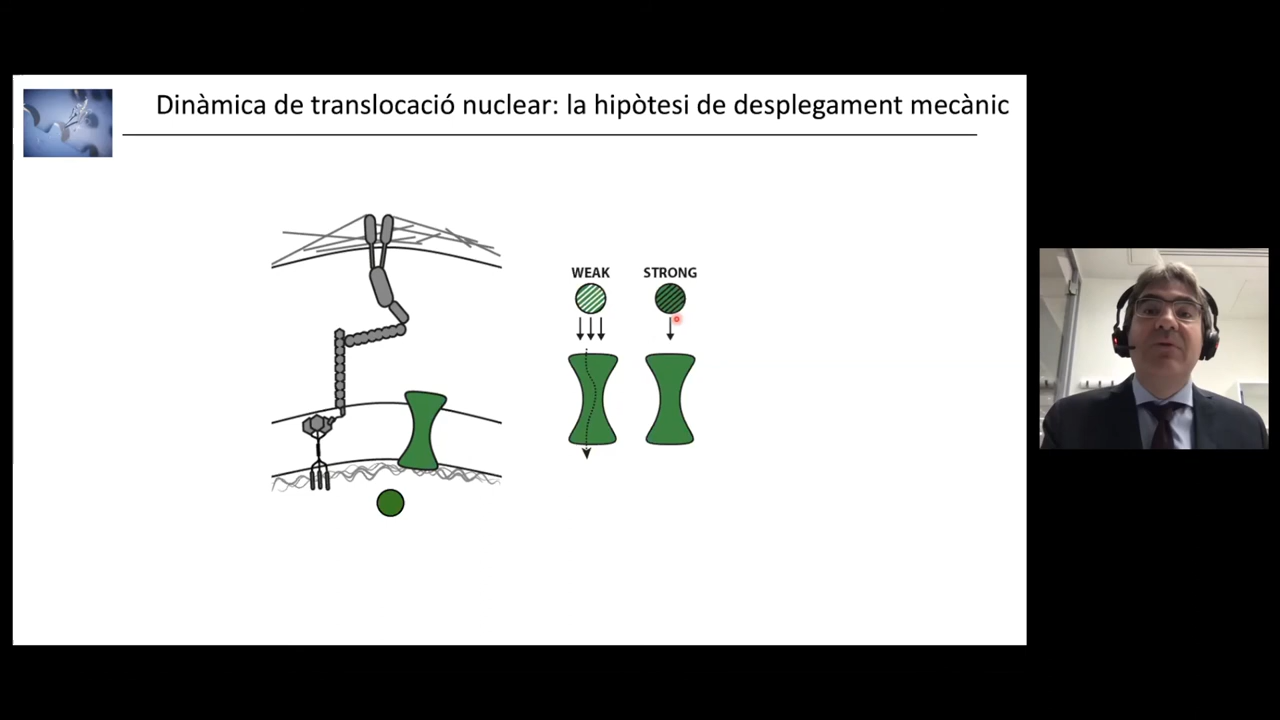 Dinàmica de translocació nuclear: la hipòtesi de desplegament mecànic
WEAK STRONG